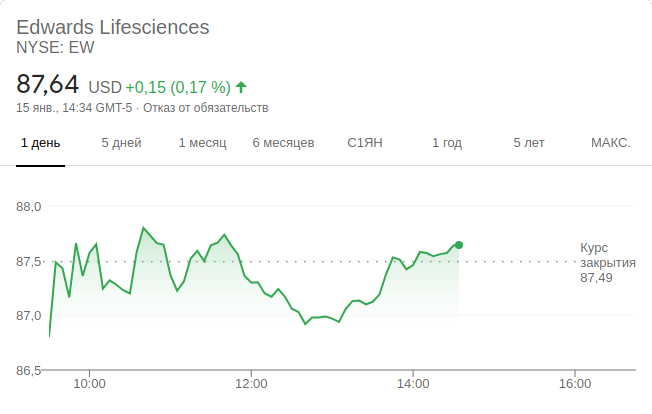 Edwards Lifesciences
NYSE: EW
87,64 USD +0,15 (0,17 %)
15 янв., 14:34 GMT-5 · Отказ от обязательств
1 день 5 дней 1 месяц 6 месяцев С1ЯН 1 год 5 лет МАКС.
88,0
87,5
87,0
86,5
Курс
закрытия
87,49
10:00 12:00 14:00 16:00